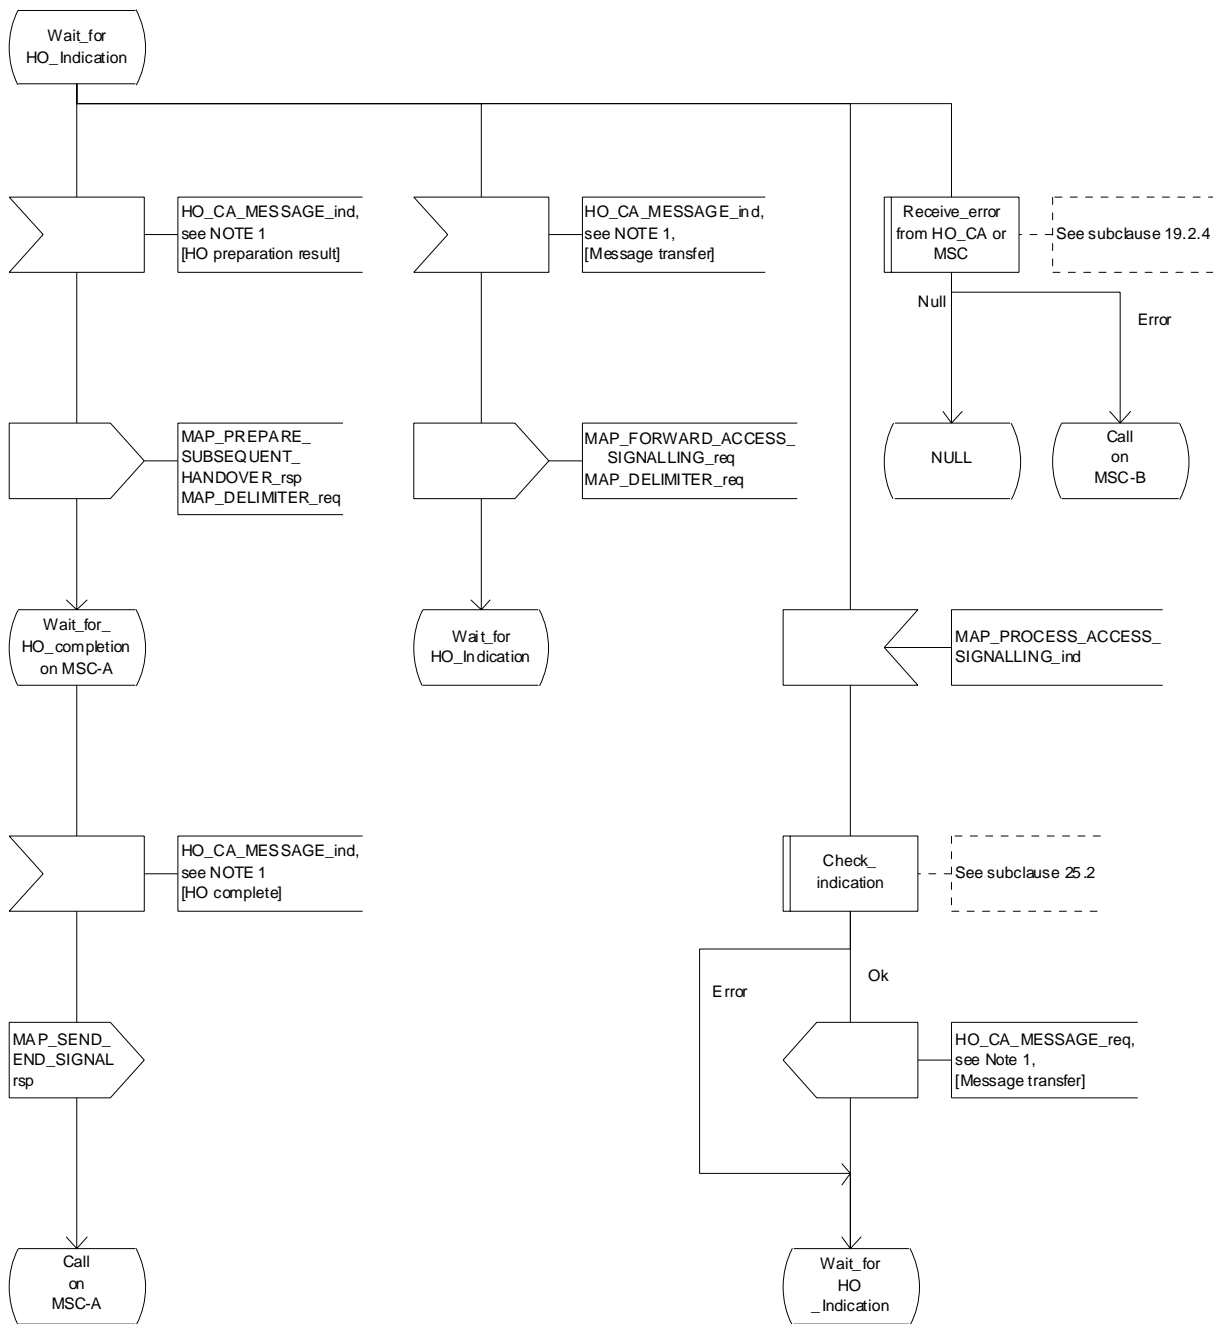 Wait_for
HO_Indication
HO_CA_MESSAGE_ind,
see NOTE 1
[HO preparation result]
HO_CA_MESSAGE_ind,
see NOTE 1,
[Message transfer]
Receive_error
from HO_CA or
MSC
See subclause 19.2.4
Null
Error
MAP_PREPARE_
SUBSEQUENT_
HANDOVER_rsp
MAP_DELIMITER_req
MAP_FORWARD_ACCESS_
SIGNALLING_req
MAP_DELIMITER_req
NULL
Call
on
MSC-B
Wait_for_
HO_completion
on MSC-A
Wait_for
HO_Indication
MAP_PROCESS_ACCESS_
SIGNALLING_ind
HO_CA_MESSAGE_ind,
see NOTE 1
[HO complete]
Check_
indication
See subclause 25.2
Error
Ok
MAP_SEND_
END_SIGNAL
rsp
HO_CA_MESSAGE_req,
see Note 1,
[Message transfer]
Call
on
MSC-A
Wait_for
HO
_Indication